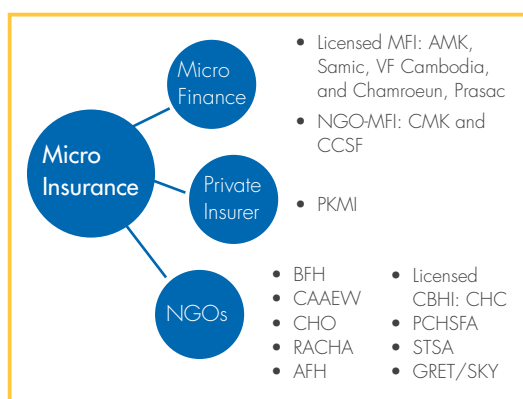 Micro
Finance
• Licensed MFI: AMK,
Samic, VF Cambodia,
and Chamroeun, Prasac
• NGO-MFI: CMK and
CCSF
Micro
Insurance
Private
Insurer
• PKMI
NGOs
• BFH
• CAAEW
• CHO
• RACHA
• AFH
• Licensed
CBHI: CHC
• PCHSFA
• STSA
• GRET/SKY